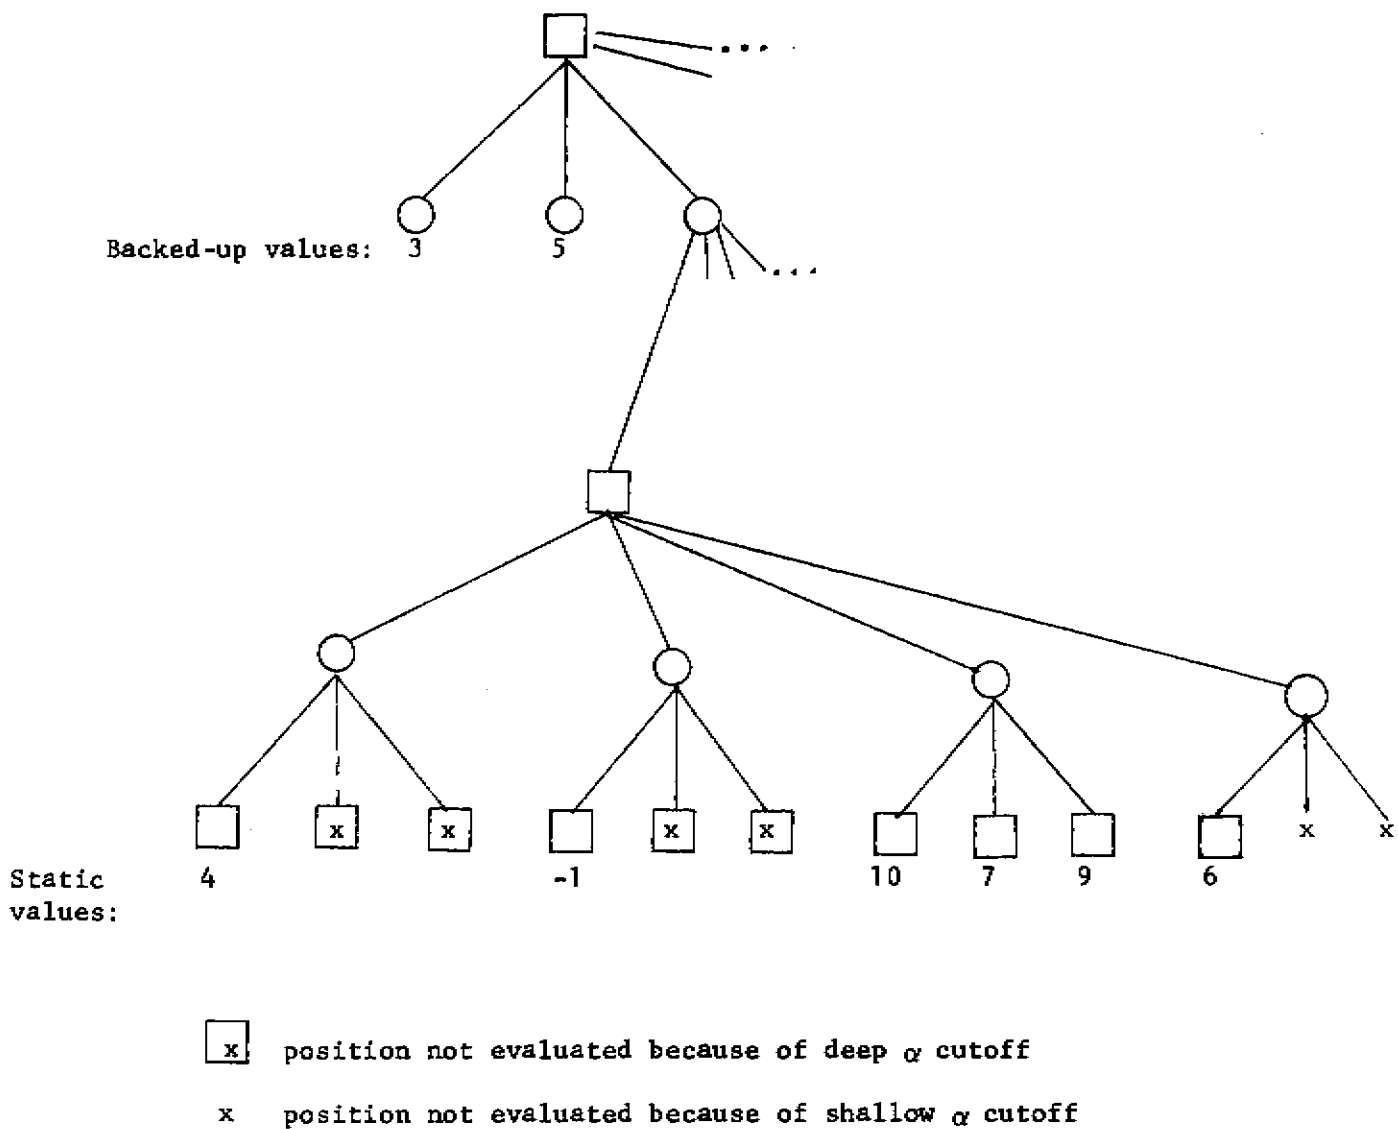 ...
Backed-up values: 3 5
...
x x x x x x
Static 4 -1 10 7 9 6
values:
x position not evaluated because of deep α cutoff
x position not evaluated because of shallow α cutoff